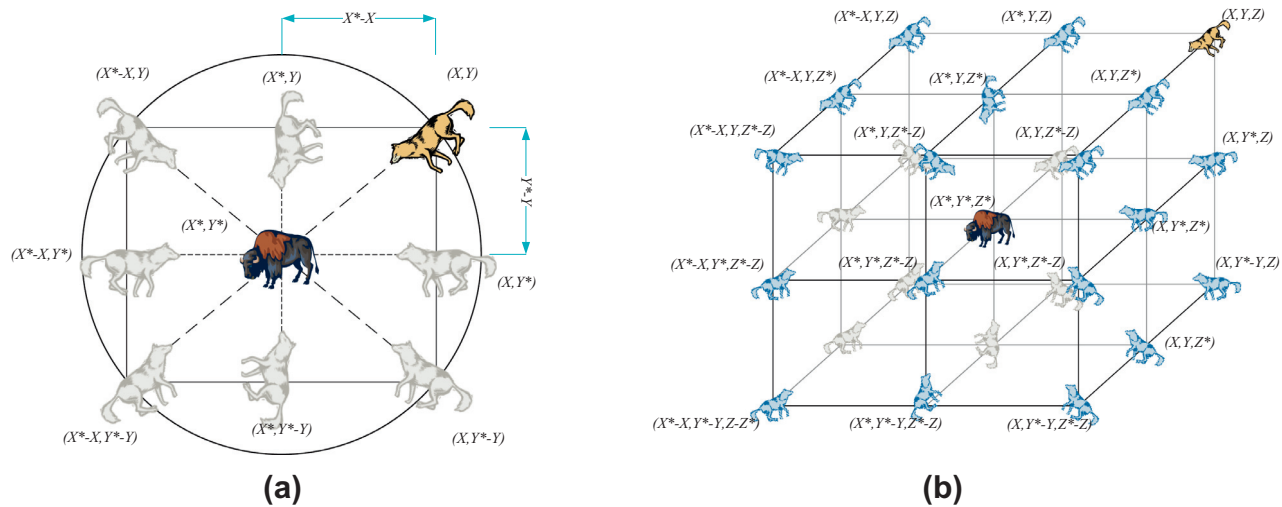 X*-X
(X*-X,Y)
(X*,Y)
(X,Y)
Y*-Y
(X*,Y*)
(X*-X,Y*)
(X,Y*)
(X*-X,Y*-Y)
(X*,Y*-Y)
(X,Y*-Y)
(a)
(X*-X,Y,Z)
(X*,Y,Z)
(X,Y,Z)
(X*-X,Y,Z*)
(X*,Y,Z*)
(X,Y,Z*)
(X*-X,Y,Z*-Z)
(X*,Y,Z*-Z)
(X,Y,Z*-Z)
(X,Y*,Z)
(X*,Y*,Z*)
(X,Y*,Z*)
(X*-X,Y*,Z*-Z)
(X*,Y*,Z*-Z)
(X,Y*,Z*-Z)
(X,Y*-Y,Z)
(X,Y,Z*)
(X*-X,Y*-Y,Z-Z*)
(X*,Y*-Y,Z*-Z)
(X,Y*-Y,Z*-Z)
(b)